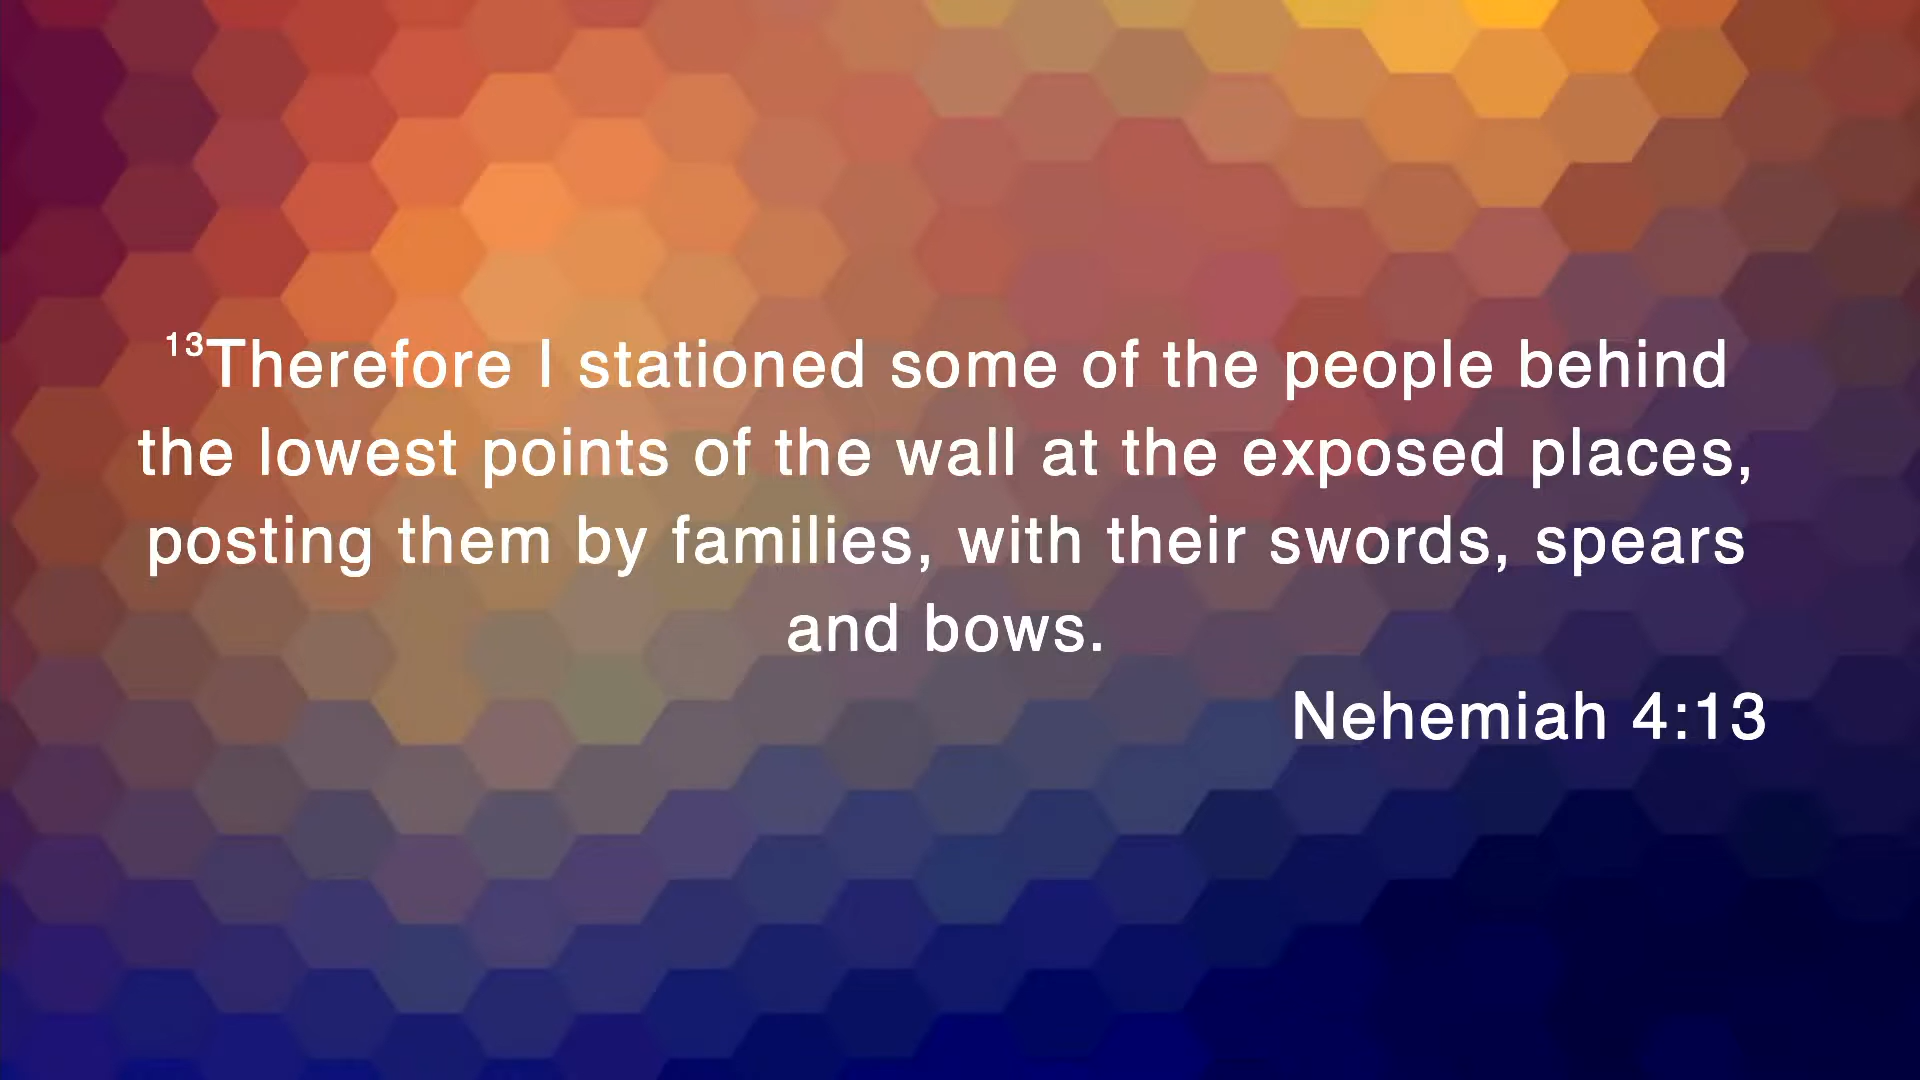 ¹³Therefore I stationed some of the people behind
the lowest points of the wall at the exposed places,
posting them by families, with their swords, spears
and bows.
Nehemiah 4:13